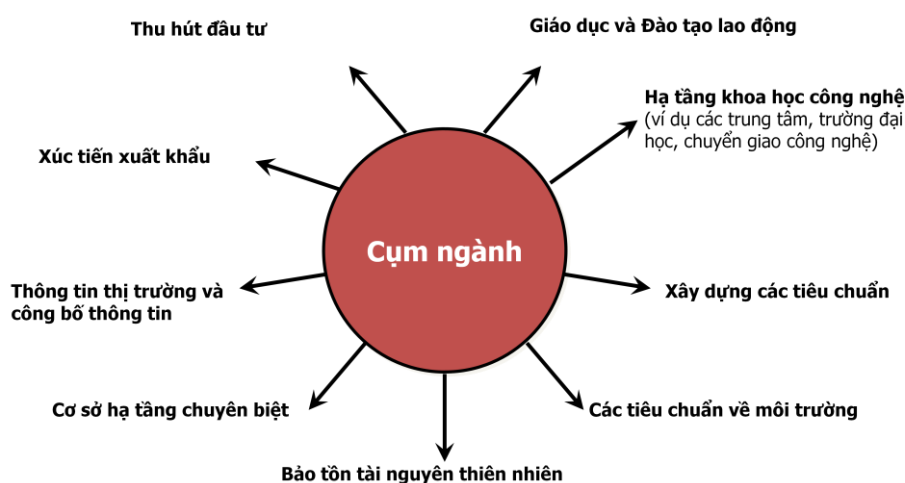 Thu hút đầu tư
Giáo dục và Đào tạo lao động
Hạ tầng khoa học công nghệ
(ví dụ các trung tâm, trường đại
học, chuyển giao công nghệ)
Xúc tiến xuất khẩu
Cụm ngành
Thông tin thị trường và
công bố thông tin
Xây dựng các tiêu chuẩn
Cơ sở hạ tầng chuyên biệt
Các tiêu chuẩn về môi trường
Bảo tồn tài nguyên thiên nhiên